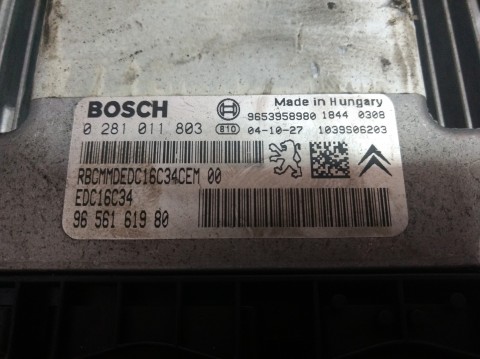 BOSCH
Made in Hungary
9653958980 1844 0308
0 281 011 803 810 04-10-27 1039S06203
RBCMMDEDC16C34CEM 00
EDC16C34
96 561 619 80